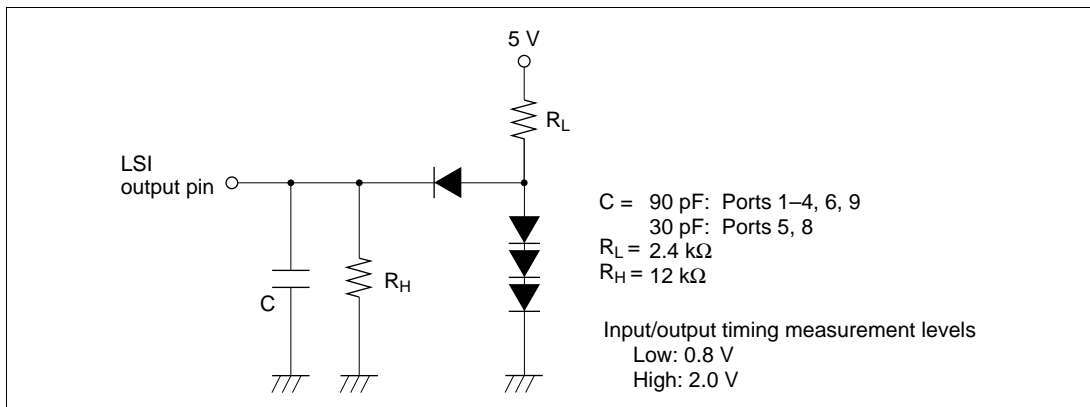 5 V
R_L
LSI
output pin
C
R_H
C = 90 pF: Ports 1–4, 6, 9
30 pF: Ports 5, 8
R_L = 2.4 kΩ
R_H = 12 kΩ
Input/output timing measurement levels
Low: 0.8 V
High: 2.0 V